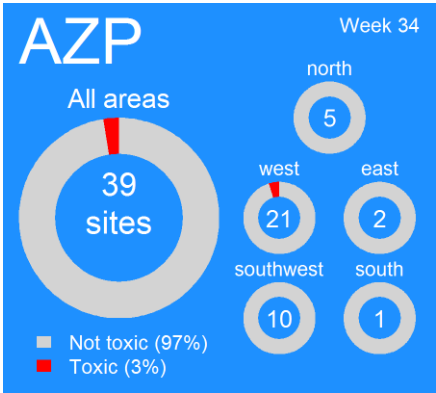 AZP
Week 34
All areas
39
sites
north
5
west
21
east
2
southwest
10
south
1
Not toxic (97%)
Toxic (3%)